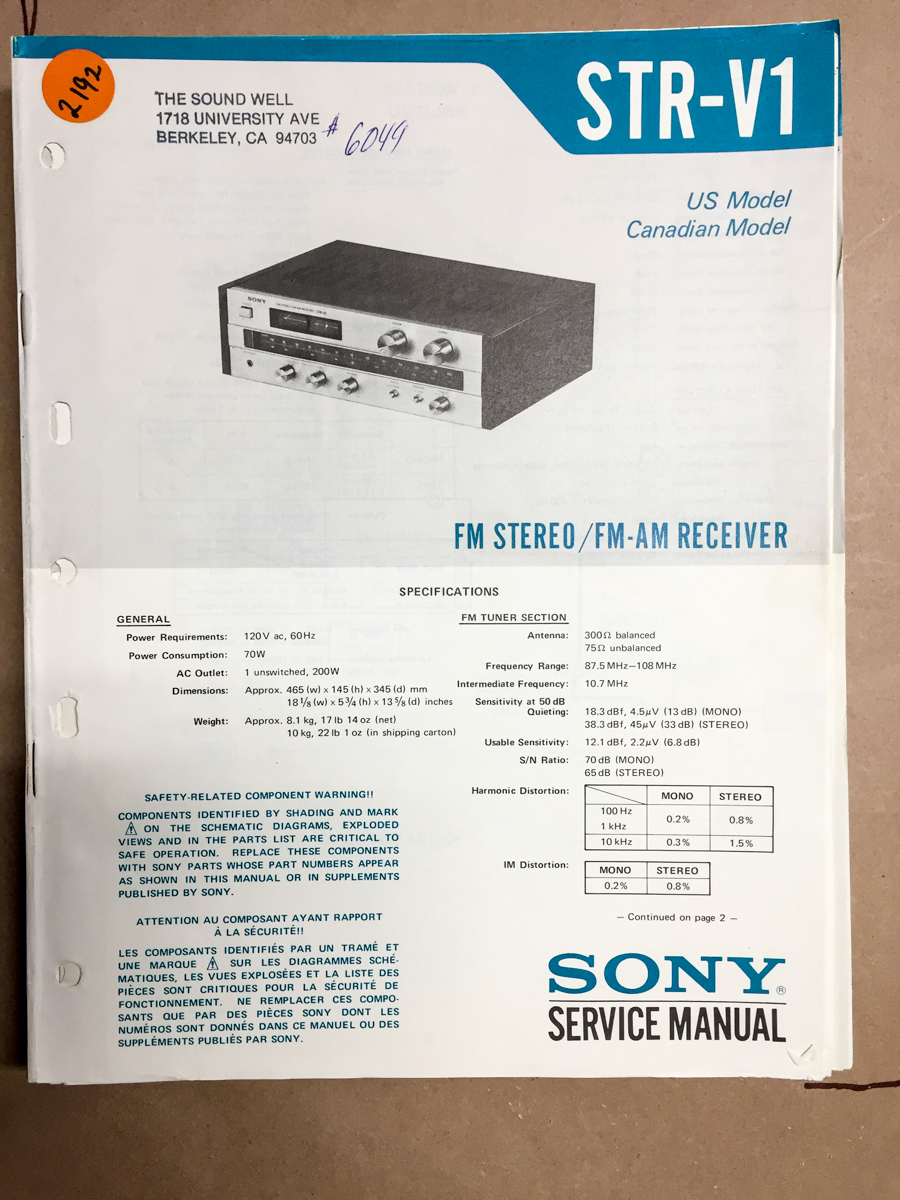 2192
THE SOUND WELL
1718 UNIVERSITY AVE
BERKELEY, CA 94703
# 6049
STR-V1
US Model
Canadian Model
SONY
FM STEREO/FM-AM RECEIVER
SPECIFICATIONS
GENERAL
Power Requirements: 120V ac, 60Hz
Power Consumption: 70W
AC Outlet: 1 unswitched, 200W
Dimensions: Approx. 465 (w) x 145 (h) x 345 (d) mm
18 1/8 (w) x 5 3/4 (h) x 13 5/8 (d) inches
Weight: Approx. 8.1 kg, 17 lb 14 oz (net)
10 kg, 22 lb 1 oz (in shipping carton)
SAFETY-RELATED COMPONENT WARNING!!
COMPONENTS IDENTIFIED BY SHADING AND MARK
⚠ ON THE SCHEMATIC DIAGRAMS, EXPLODED
VIEWS AND IN THE PARTS LIST ARE CRITICAL TO
SAFE OPERATION. REPLACE THESE COMPONENTS
WITH SONY PARTS WHOSE PART NUMBERS APPEAR
AS SHOWN IN THIS MANUAL OR IN SUPPLEMENTS
PUBLISHED BY SONY.
ATTENTION AU COMPOSANT AYANT RAPPORT
À LA SÉCURITÉ!!
LES COMPOSANTS IDENTIFIÉS PAR UN TRAMÉ ET
UNE MARQUE ⚠ SUR LES DIAGRAMMES SCHÉ-
MATIQUES, LES VUES EXPLOSÉES ET LA LISTE DES
PIÈCES SONT CRITIQUES POUR LA SÉCURITÉ DE
FONCTIONNEMENT. NE REMPLACER CES COMPO-
SANTS QUE PAR DES PIÈCES SONY DONT LES
NUMÉROS SONT DONNÉS DANS CE MANUEL OU DES
SUPPLÉMENTS PUBLIÉS PAR SONY.
FM TUNER SECTION
Antenna: 300Ω balanced
75Ω unbalanced
Frequency Range: 87.5 MHz–108 MHz
Intermediate Frequency: 10.7 MHz
Sensitivity at 50 dB
Quieting: 18.3 dBf, 4.5μV (13 dB) (MONO)
38.3 dBf, 45μV (33 dB) (STEREO)
Usable Sensitivity: 12.1 dBf, 2.2μV (6.8 dB)
S/N Ratio: 70 dB (MONO)
65 dB (STEREO)
Harmonic Distortion:
MONO STEREO
100 Hz
1 kHz 0.2% 0.8%
10 kHz 0.3% 1.5%
IM Distortion:
MONO STEREO
0.2% 0.8%
— Continued on page 2 —
SONY®
SERVICE MANUAL